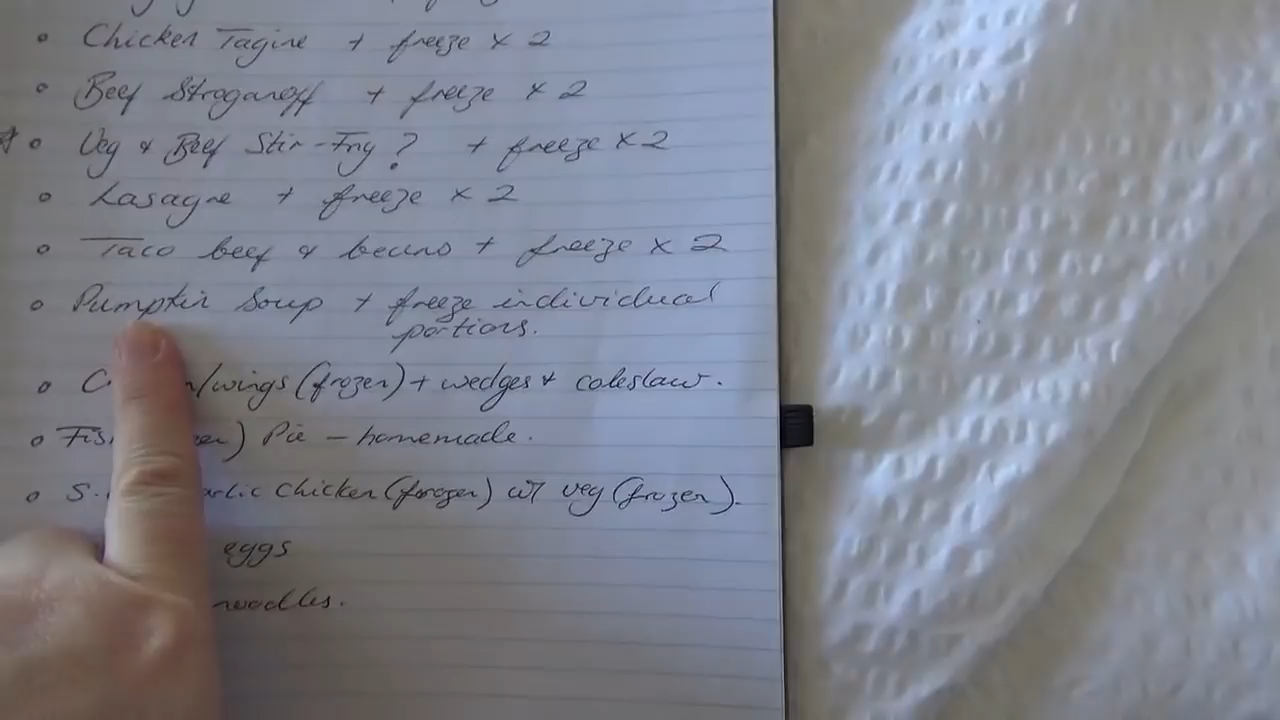 • Chicken Tagine + freeze x 2
• Beef Stroganoff + freeze x 2
• Veg & Beef Stir-Fry? + freeze x 2
• Lasagne + freeze x 2
• Taco beef & beans + freeze x 2
• Pumpkin Soup + freeze individual
portions.
• /wings (frozen) + wedges & coleslaw.
• Pie - homemade.
• Chicken (frozen) w/ veg (frozen).
eggs
noodles.